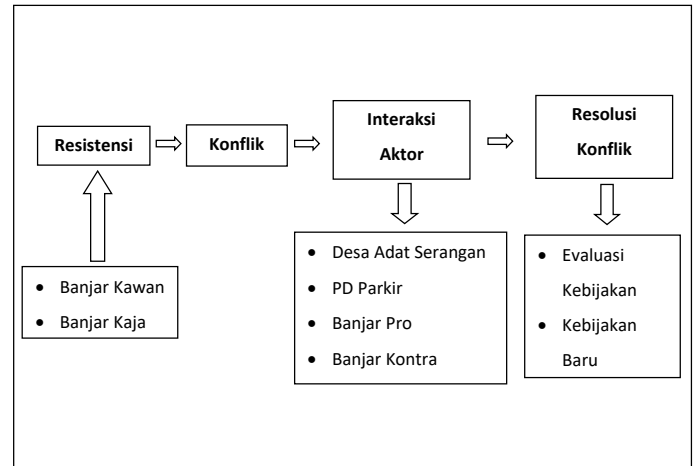 Resistensi
Konflik
Interaksi
Aktor
Resolusi
Konflik
• Banjar Kawan
• Banjar Kaja
• Desa Adat Serangan
• PD Parkir
• Banjar Pro
• Banjar Kontra
• Evaluasi
Kebijakan
• Kebijakan
Baru